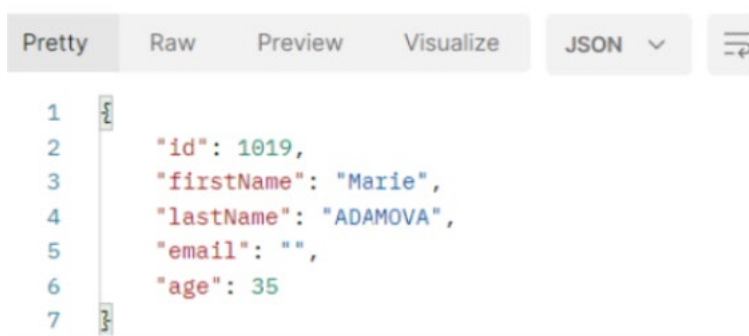 Pretty Raw Preview Visualize JSON
1 {
2 "id": 1019,
3 "firstName": "Marie",
4 "lastName": "ADAMOVA",
5 "email": "",
6 "age": 35
7 }